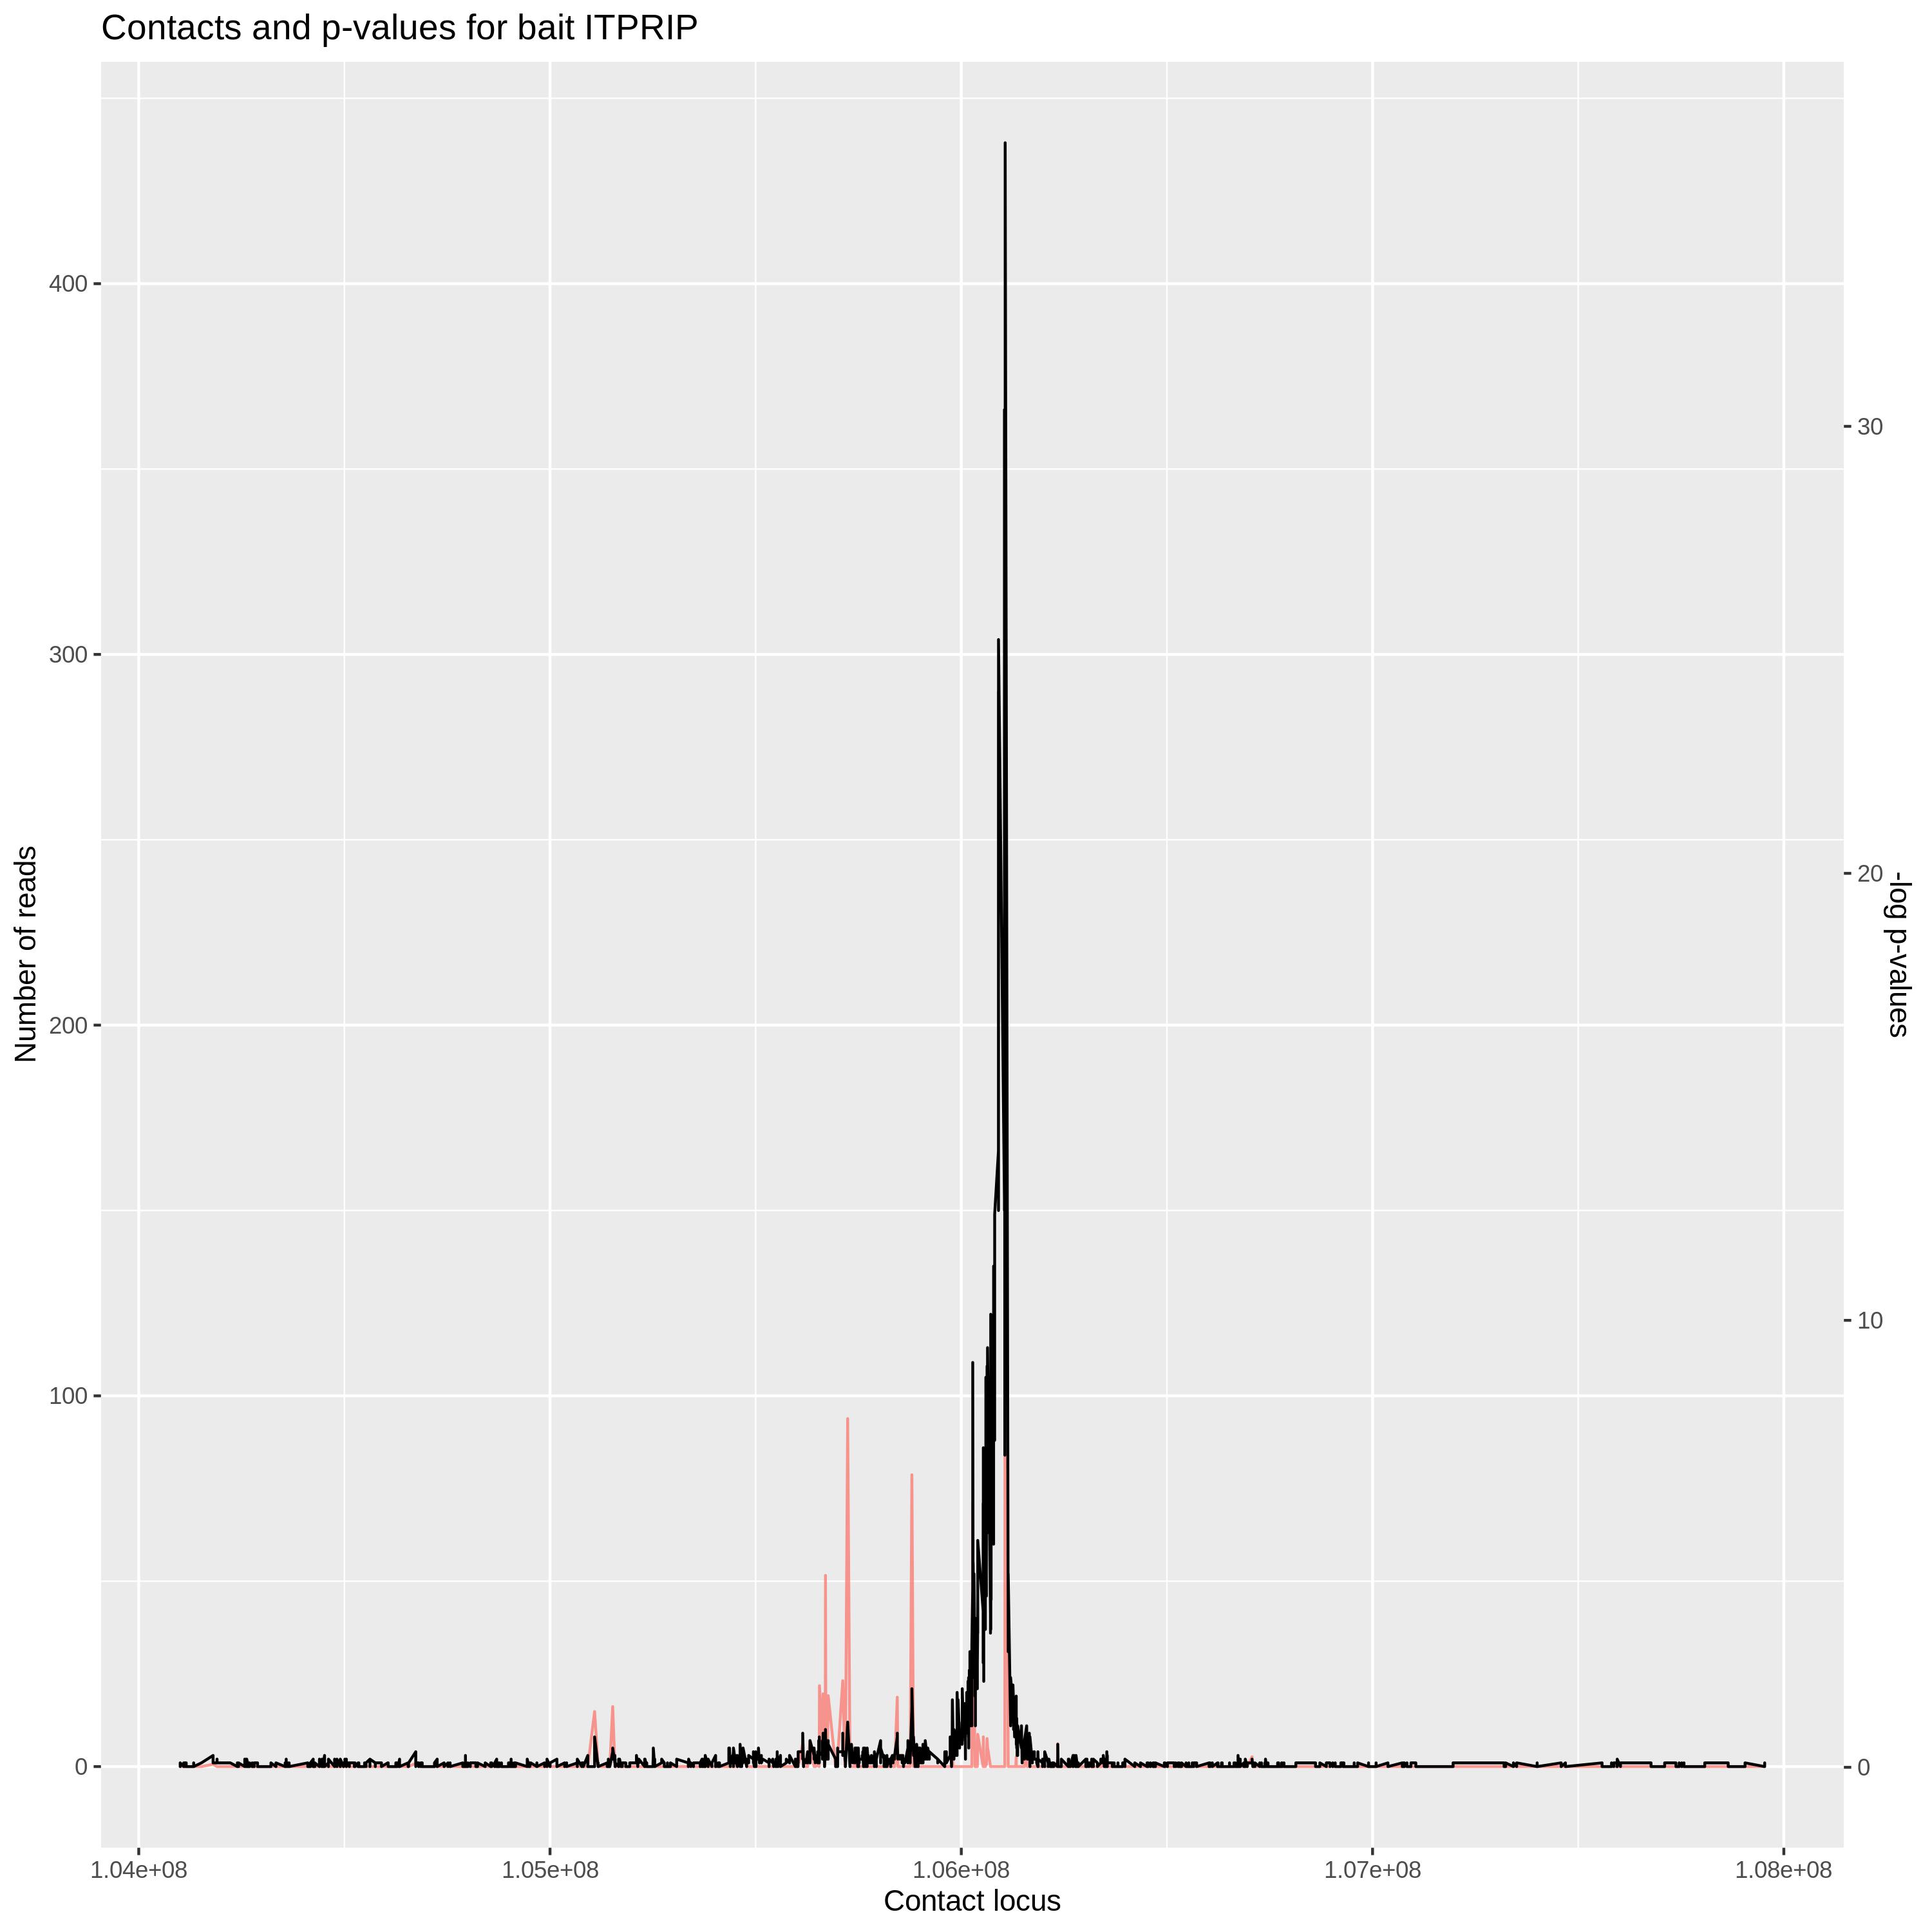 Contacts and p-values for bait ITPRIP
Number of reads
400
300
200
100
0
30
20
10
0
-log p-values
1.04e+08
1.05e+08
1.06e+08
1.07e+08
1.08e+08
Contact locus